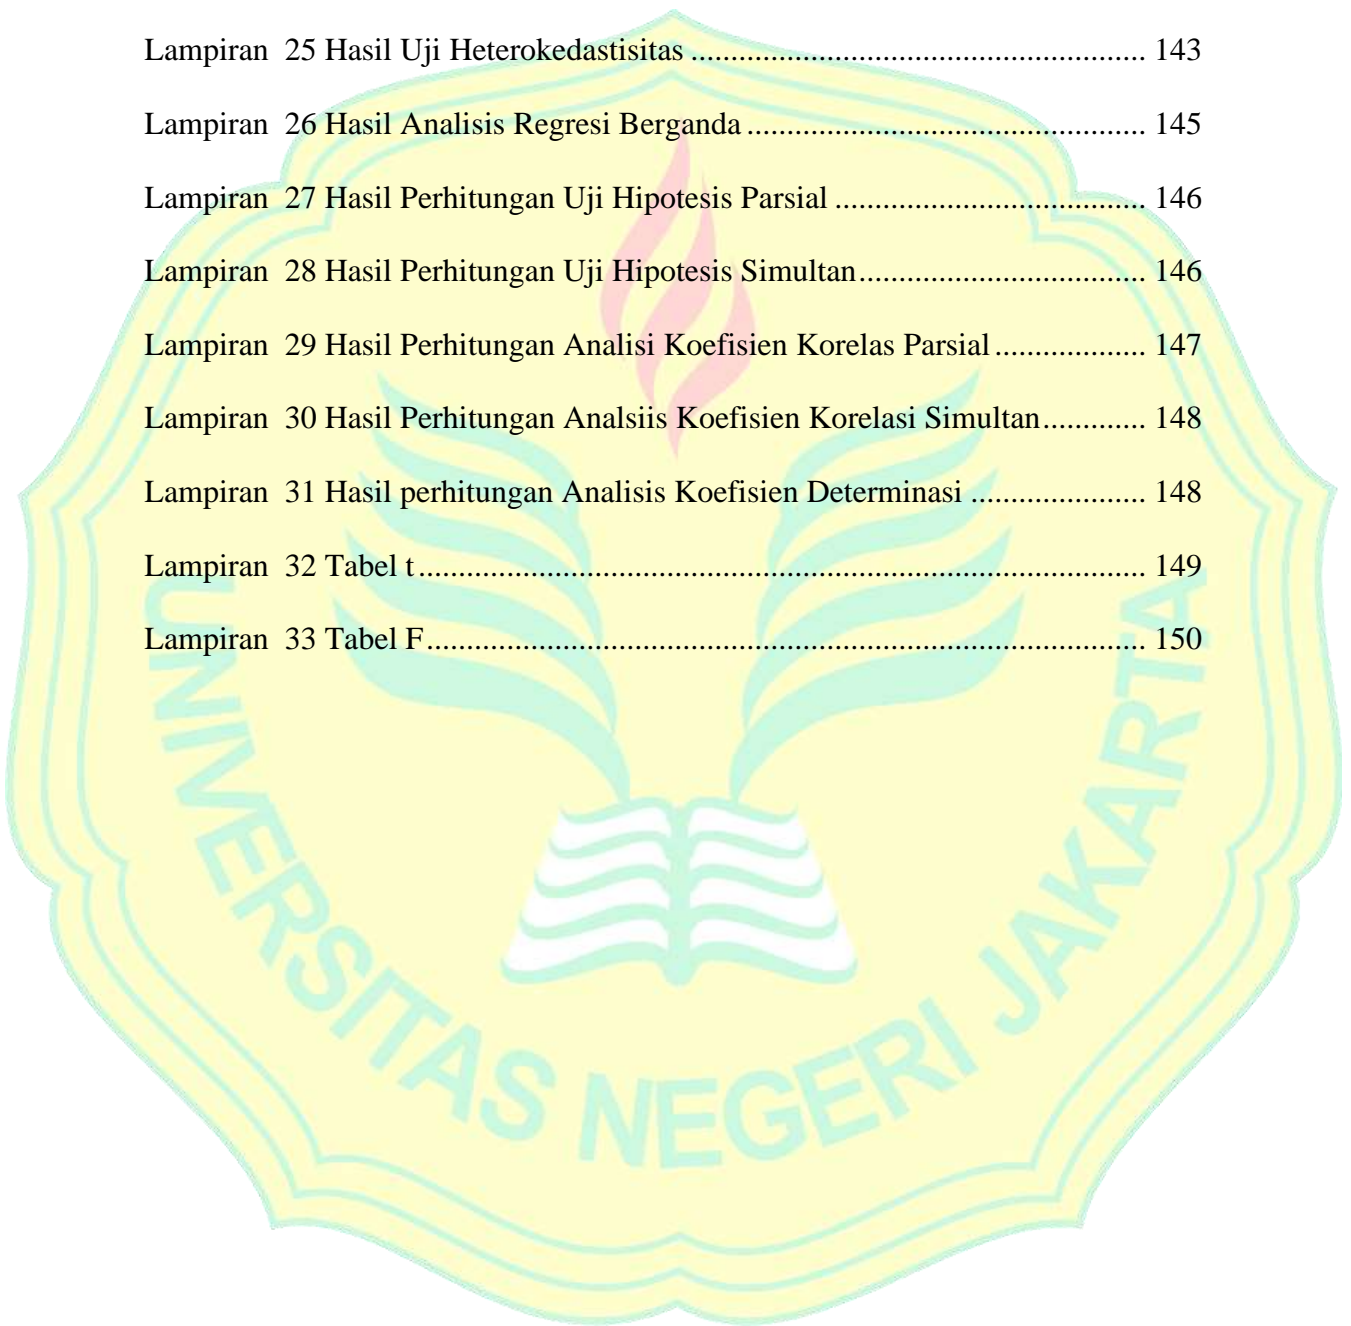 Lampiran  25 Hasil Uji Heterokedastisitas .......................................................... 143
Lampiran  26 Hasil Analisis Regresi Berganda ................................................... 145
Lampiran  27 Hasil Perhitungan Uji Hipotesis Parsial ........................................ 146
Lampiran  28 Hasil Perhitungan Uji Hipotesis Simultan..................................... 146
Lampiran  29 Hasil Perhitungan Analisi Koefisien Korelas Parsial ................... 147
Lampiran  30 Hasil Perhitungan Analsiis Koefisien Korelasi Simultan............. 148
Lampiran  31 Hasil perhitungan Analisis Koefisien Determinasi ...................... 148
Lampiran  32 Tabel t............................................................................................. 149
Lampiran  33 Tabel F............................................................................................ 150
UNIVERSITAS NEGERI JAKARTA